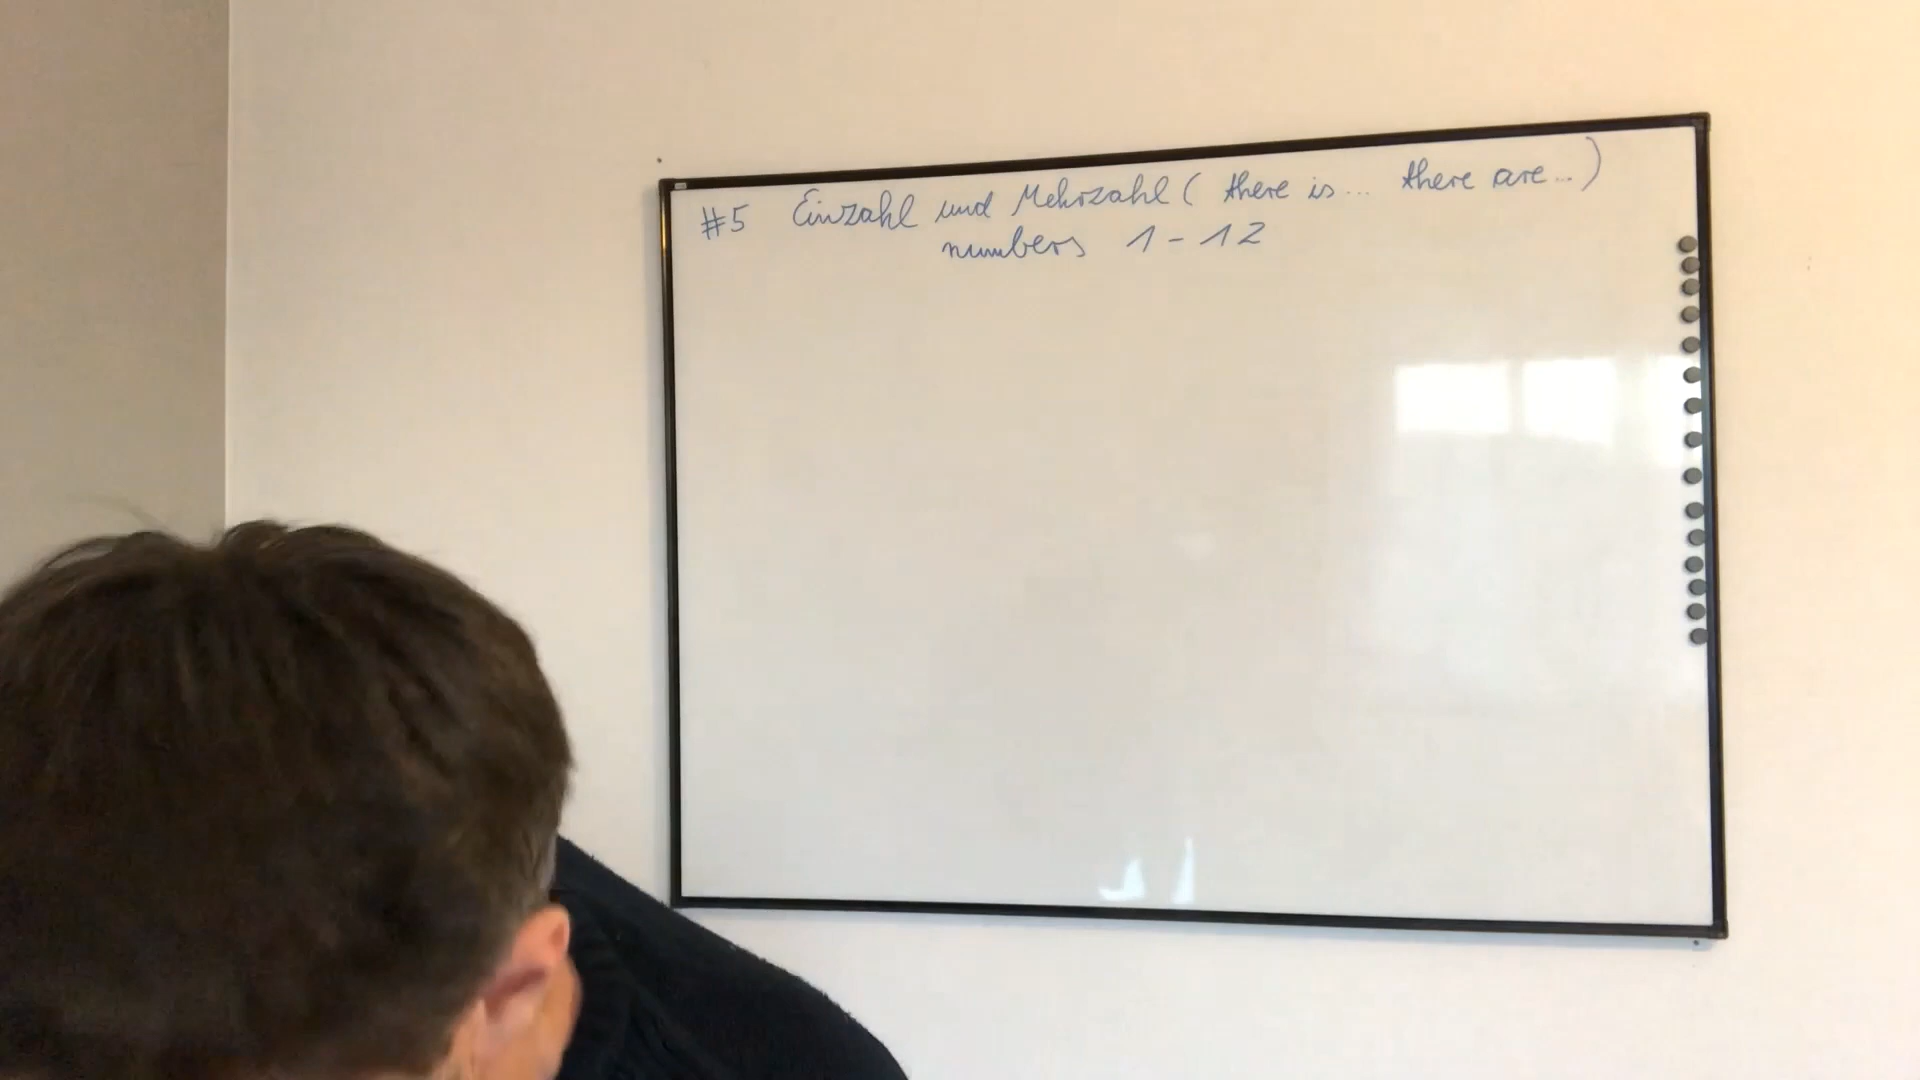 #5 Einzahl und Mehrzahl ( there is... there are...)
numbers 1-12